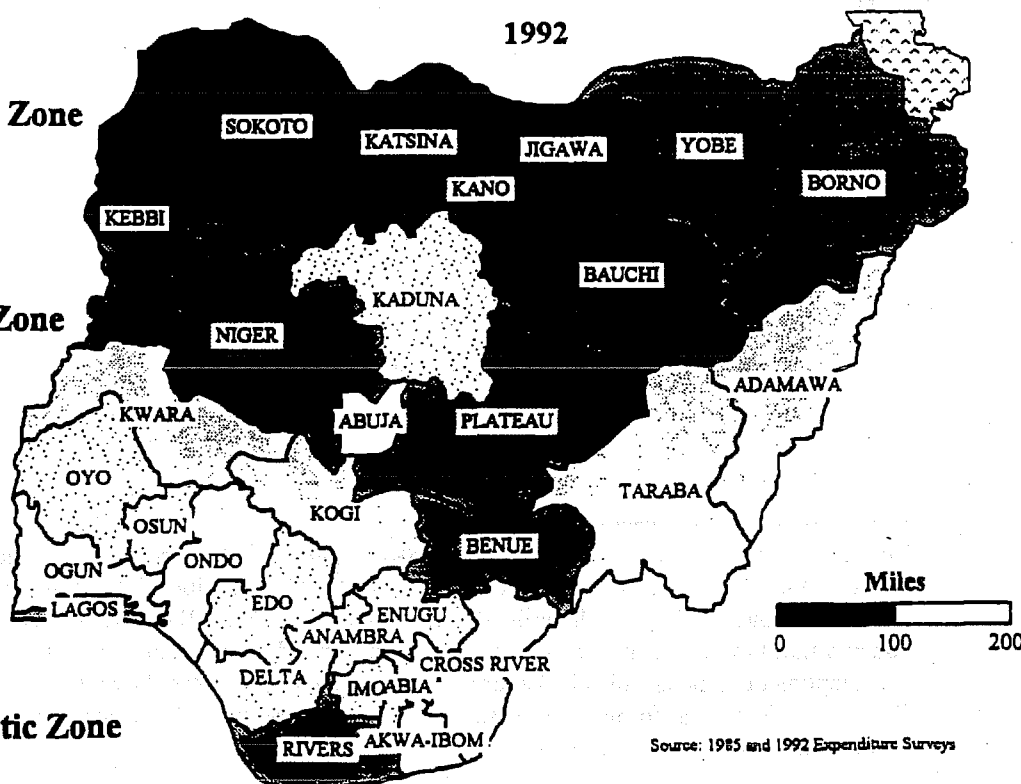 1992
Zone
SOKOTO
KATSINA
JIGAWA
YOBE
KANO
BORNO
KEBBI
BAUCHI
KADUNA
Zone
NIGER
ADAMAWA
KWARA
ABUJA
PLATEAU
OYO
TARABA
KOGI
OSUN
BENUE
ONDO
OGUN
Miles
EDO
LAGOS
ENUGU
ANAMBRA
0 100 200
CROSS RIVER
DELTA
IMO
ABIA
tic Zone
RIVERS
AKWA-IBOM
Source: 1985 and 1992 Expenditure Surveys